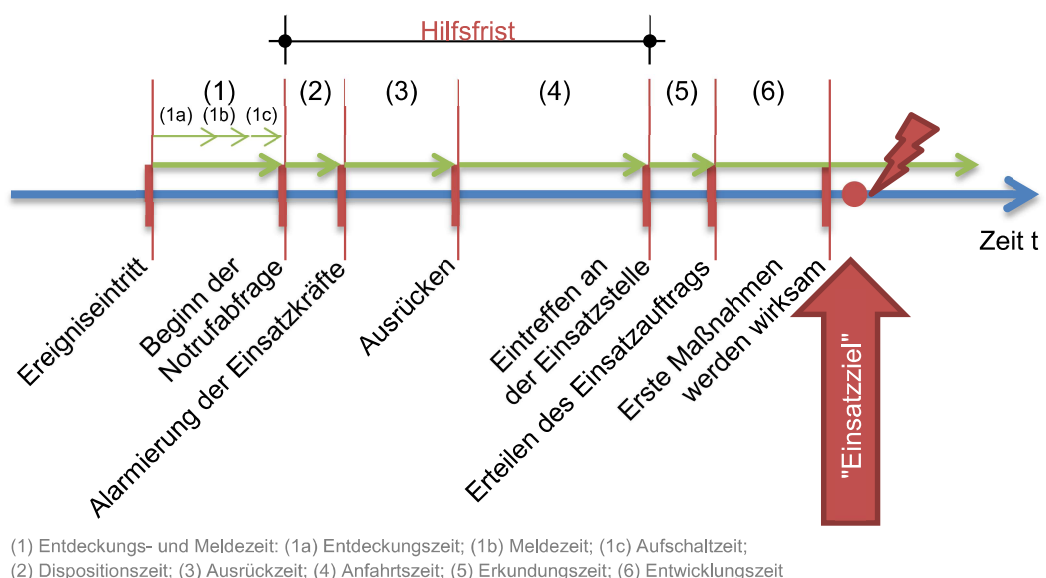 Hilfsfrist
(1) (2) (3) (4) (5) (6)
(1a) (1b) (1c)
Zeit t
Ereigniseintritt
Beginn der
Notrufabfrage
Alarmierung der Einsatzkräfte
Ausrücken
Eintreffen an
der Einsatzstelle
Erteilen des Einsatzauftrags
Erste Maßnahmen
werden wirksam
"Einsatzziel"
(1) Entdeckungs- und Meldezeit: (1a) Entdeckungszeit; (1b) Meldezeit; (1c) Aufschaltzeit;
(2) Dispositionszeit; (3) Ausrückzeit; (4) Anfahrtszeit; (5) Erkundungszeit; (6) Entwicklungszeit